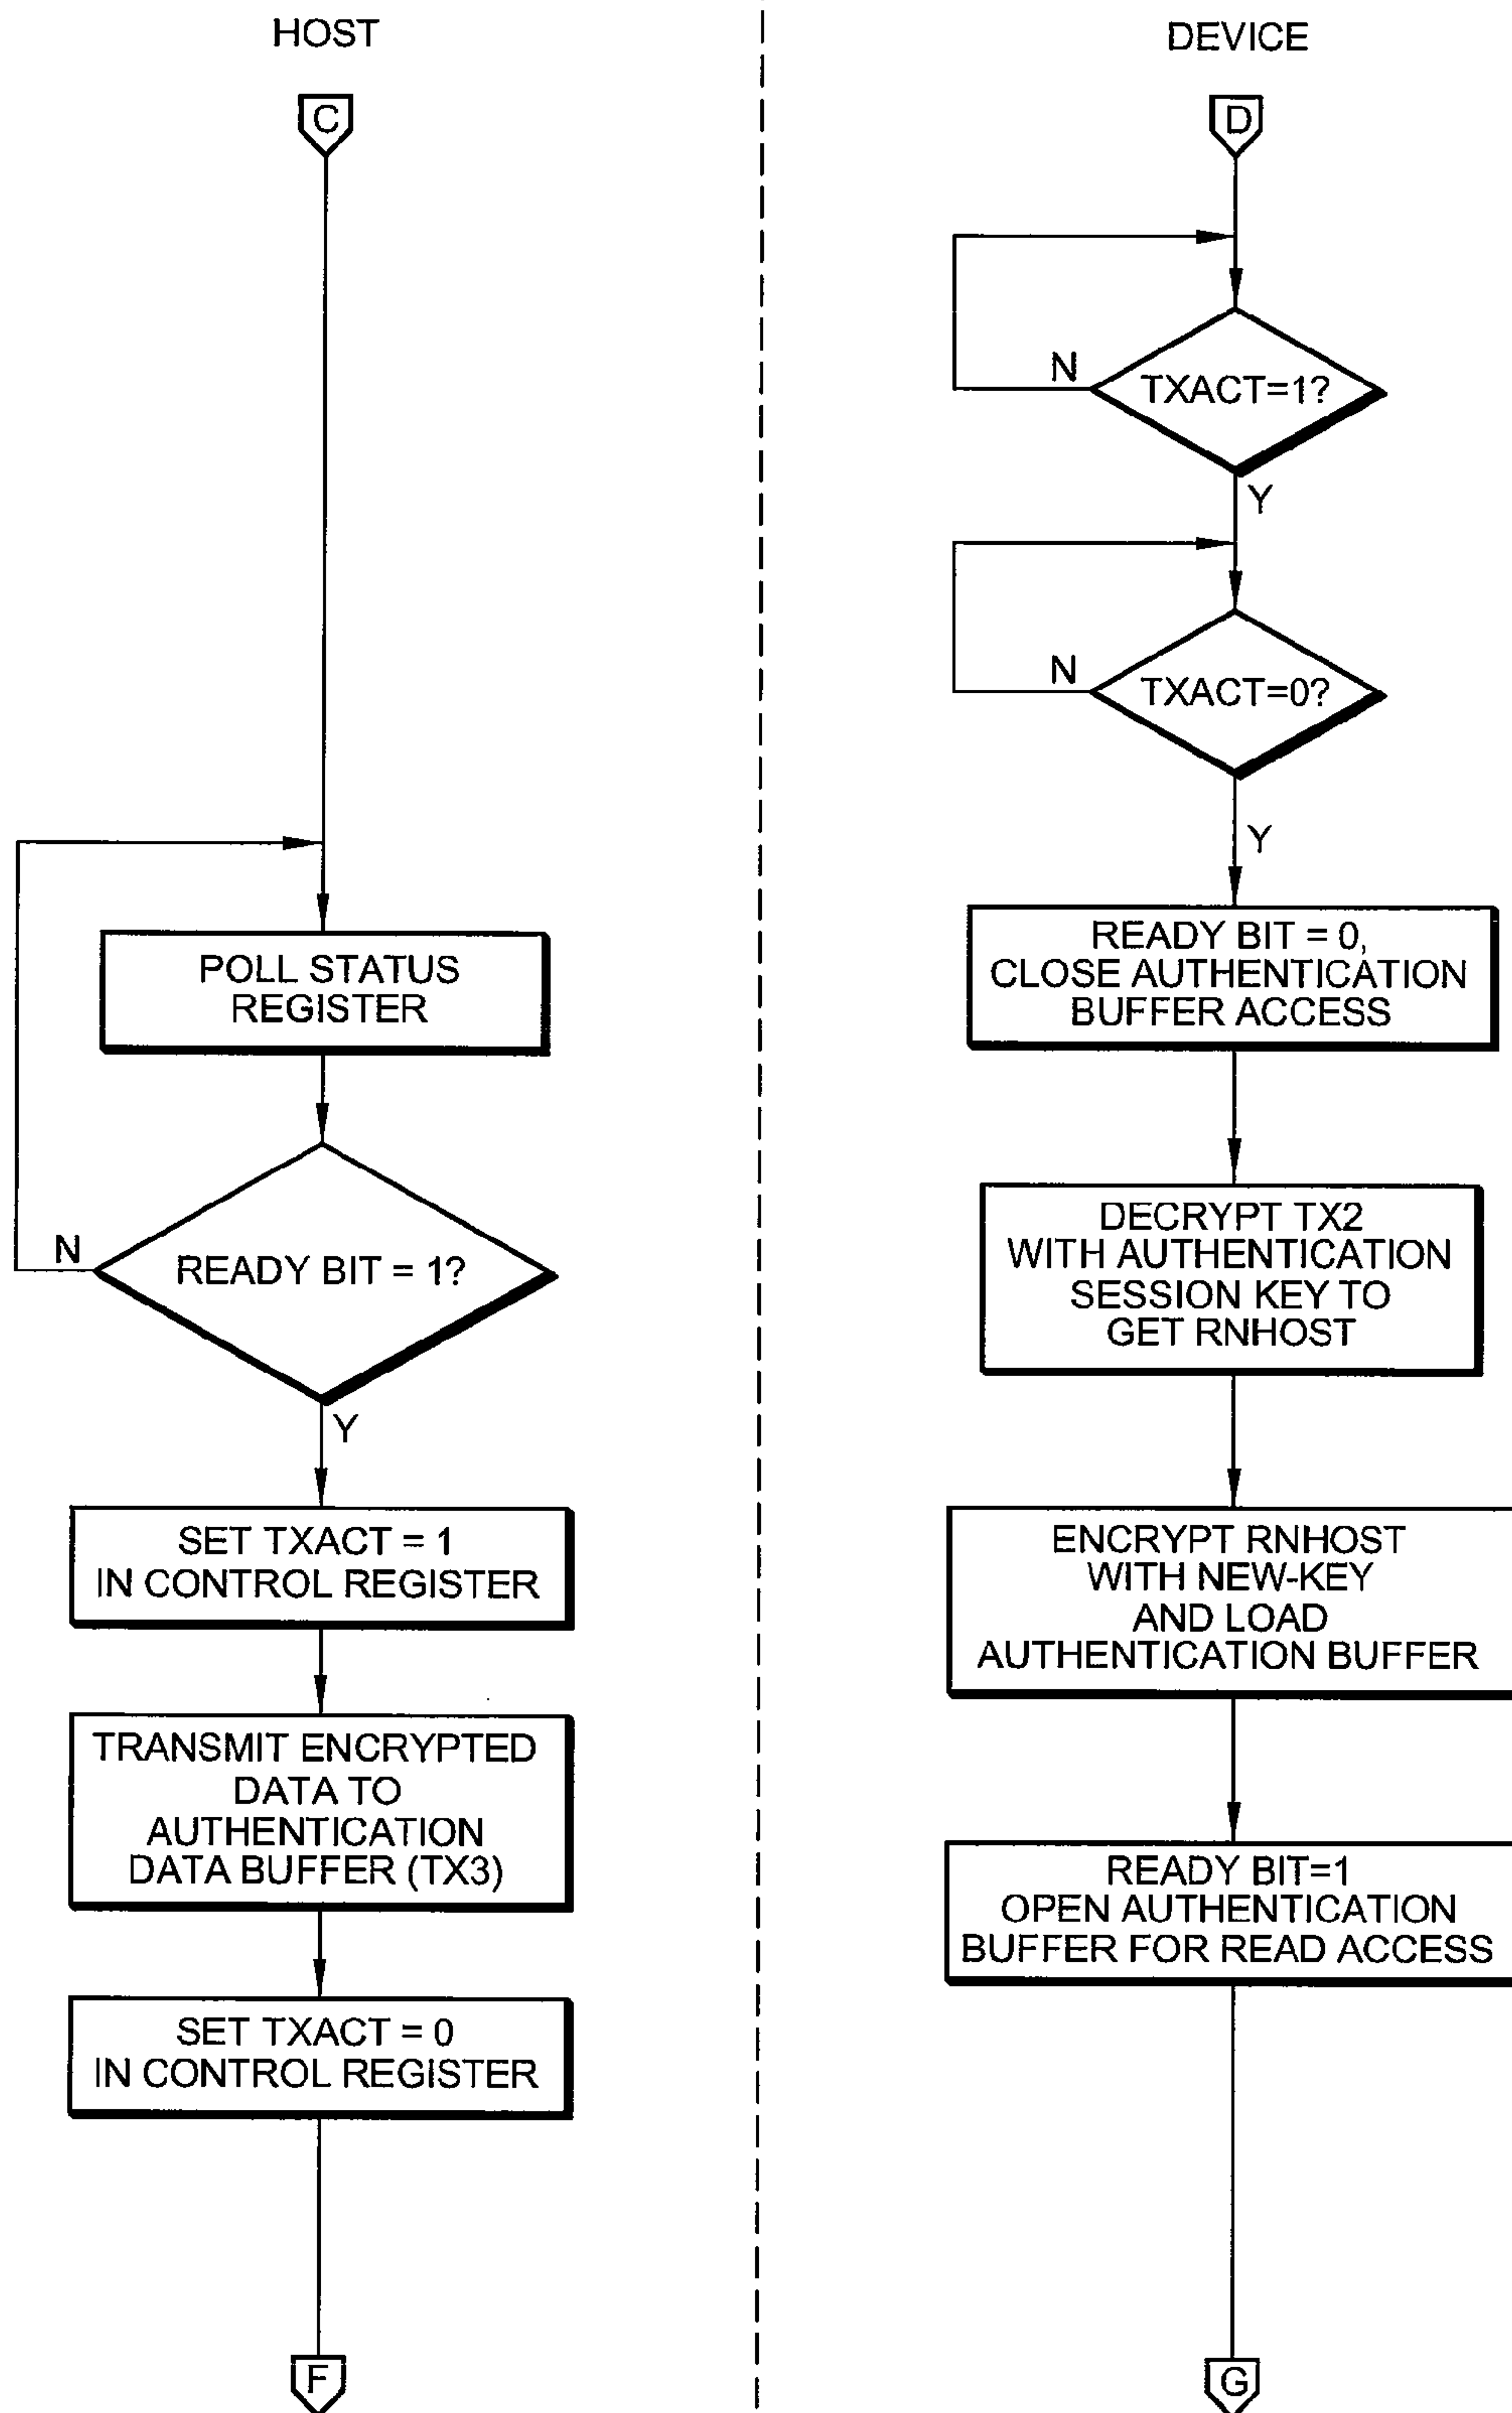 HOST
C
POLL STATUS
REGISTER
N
READY BIT = 1?
Y
SET TXACT = 1
IN CONTROL REGISTER
TRANSMIT ENCRYPTED
DATA TO
AUTHENTICATION
DATA BUFFER (TX3)
SET TXACT = 0
IN CONTROL REGISTER
F
DEVICE
D
N
TXACT=1?
Y
N
TXACT=0?
Y
READY BIT = 0,
CLOSE AUTHENTICATION
BUFFER ACCESS
DECRYPT TX2
WITH AUTHENTICATION
SESSION KEY TO
GET RNHOST
ENCRYPT RNHOST
WITH NEW-KEY
AND LOAD
AUTHENTICATION BUFFER
READY BIT=1
OPEN AUTHENTICATION
BUFFER FOR READ ACCESS
G